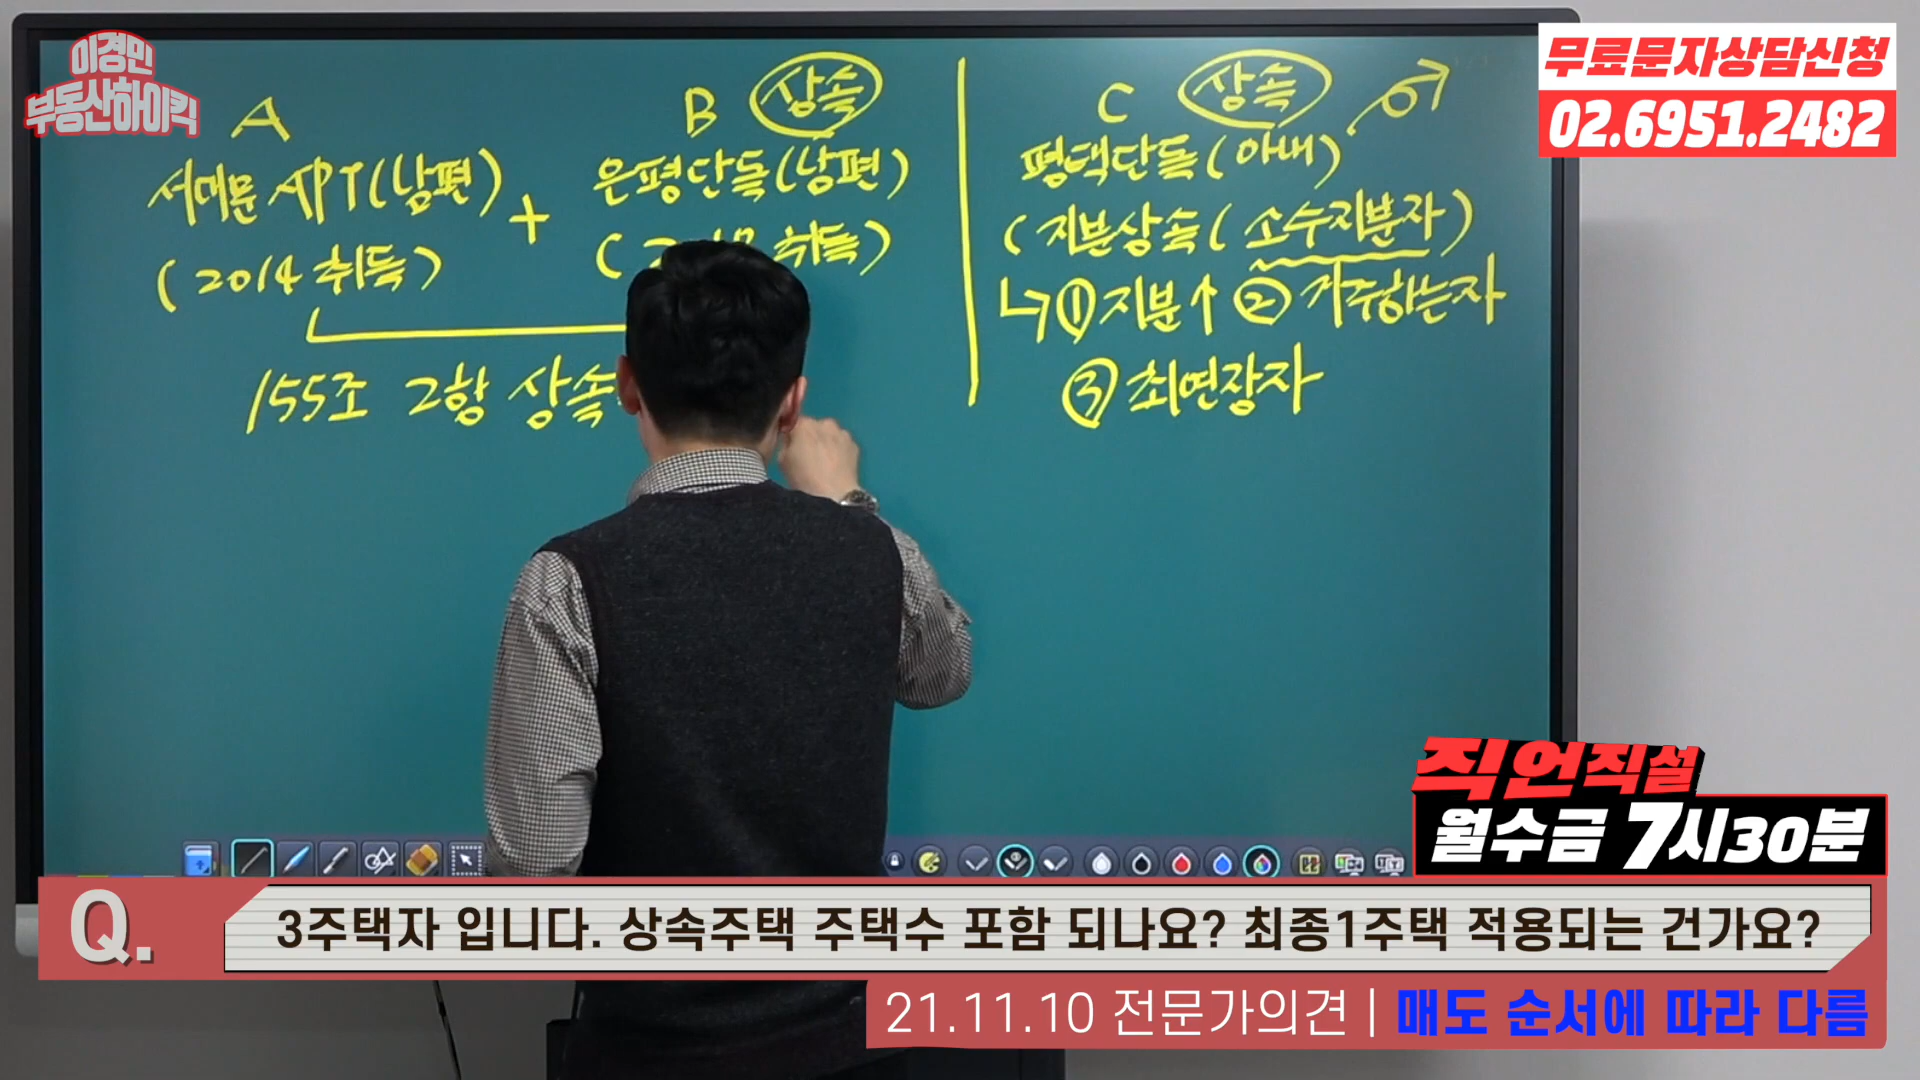 이경민
부동산하이킥
무료문자상담신청
02.6951.2482
A
서대문 APT(남편)
(2014 취득)
+
B 상속
은평단독(남편)
취득)
155조 2항 상속
C 상속
평택단독(아내)
(지분상속(소수지분자)
↳①지분↑ ②거주하는자
③최연장자
직언직설
월수금 7시30분
Q.
3주택자 입니다. 상속주택 주택수 포함 되나요? 최종1주택 적용되는 건가요?
21.11.10 전문가의견 | 매도 순서에 따라 다름